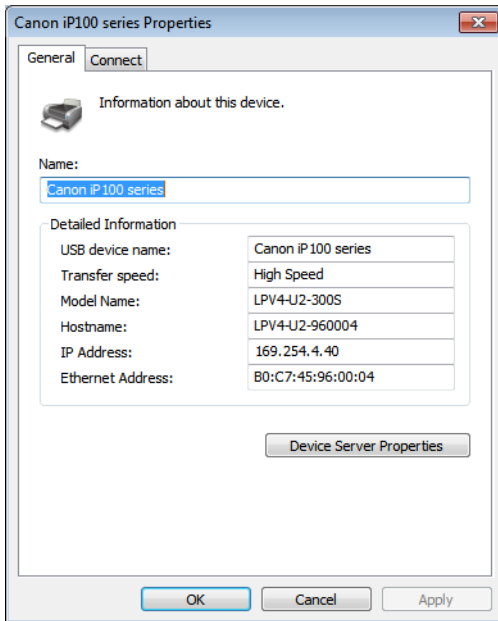 Canon iP100 series Properties
General Connect
Information about this device.
Name:
Canon iP100 series
Detailed Information
USB device name: Canon iP100 series
Transfer speed: High Speed
Model Name: LPV4-U2-300S
Hostname: LPV4-U2-960004
IP Address: 169.254.4.40
Ethernet Address: B0:C7:45:96:00:04
Device Server Properties
OK Cancel Apply